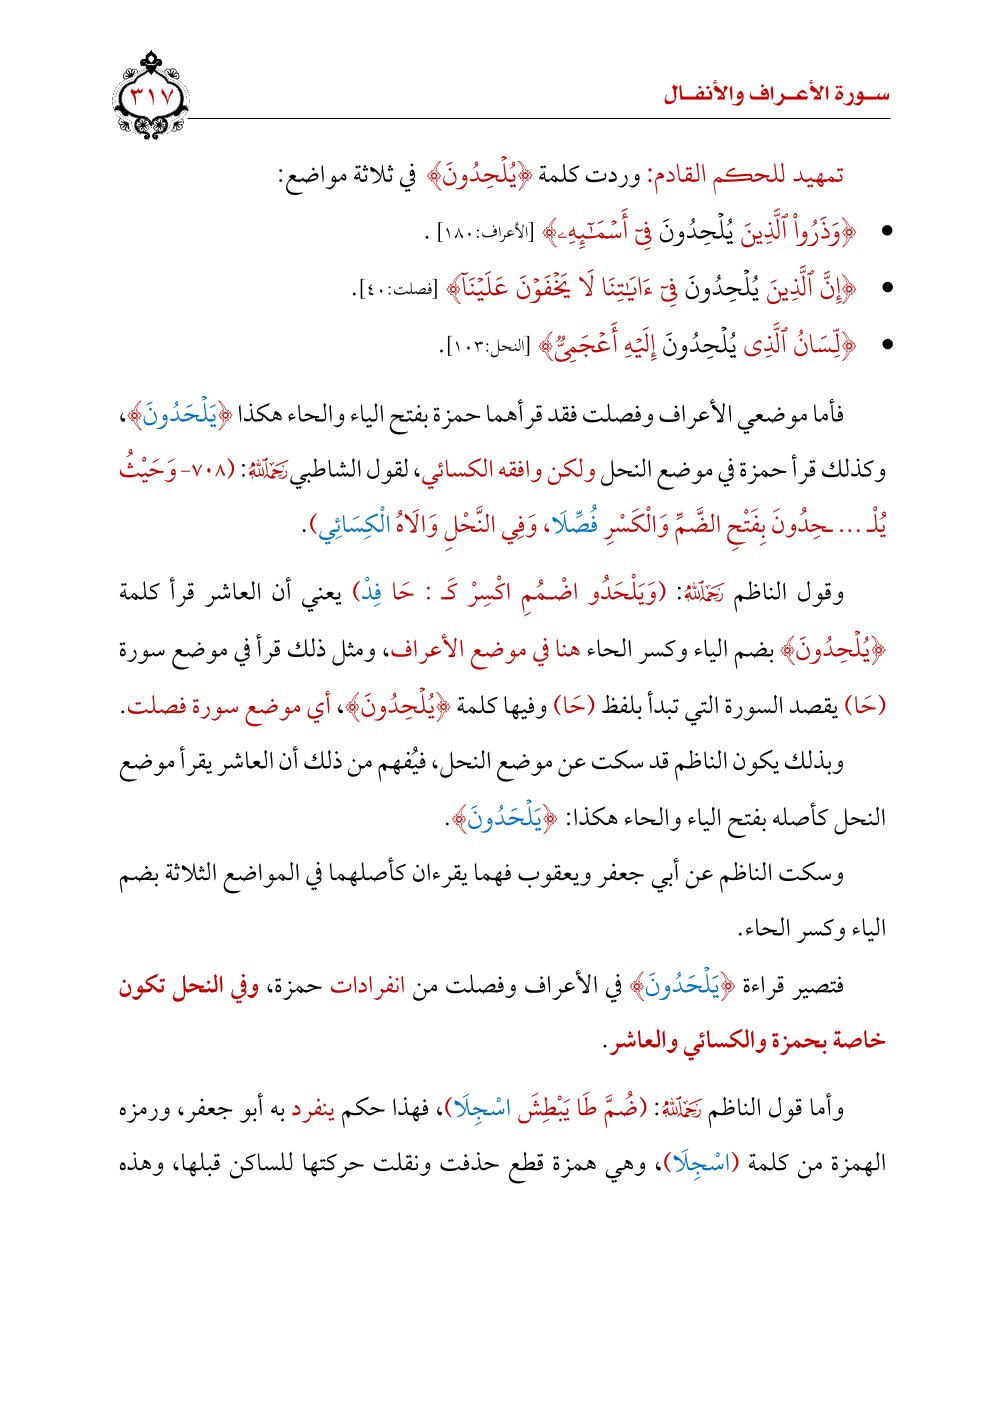 سـورة الأعـراف والأنفـال
٣١٧
تمهيد للحكم القادم: وردت كلمة ﴿يُلْحِدُونَ﴾ في ثلاثة مواضع:
• ﴿وَذَرُوا۟ ٱلَّذِينَ يُلْحِدُونَ فِىٓ أَسْمَـٰٓئِهِۦ﴾ [الأعراف:١٨٠] .
• ﴿إِنَّ ٱلَّذِينَ يُلْحِدُونَ فِىٓ ءَايَـٰتِنَا لَا يَخْفَوْنَ عَلَيْنَآ﴾ [فصلت:٤٠].
• ﴿لِّسَانُ ٱلَّذِى يُلْحِدُونَ إِلَيْهِ أَعْجَمِىٌّ﴾ [النحل:١٠٣].
فأما موضعي الأعراف وفصلت فقد قرأهما حمزة بفتح الياء والحاء هكذا ﴿يَلْحَدُونَ﴾،
وكذلك قرأ حمزة في موضع النحل ولكن وافقه الكسائي، لقول الشاطبي رَحِمَهُ اللَّهُ: (٧٠٨- وَحَيْثُ
يُلْـ ... ـحِدُونَ بِفَتْحِ الضَّمِّ وَالْكَسْرِ فُصِّلَا، وَفِي النَّحْلِ وَالَاهُ الْكِسَائِي).
وقول الناظم رَحِمَهُ اللَّهُ: (وَيَلْحَدُو اضْـمُمِ اكْسِرْ كَـ : حَا فِدْ) يعني أن العاشر قرأ كلمة
﴿يُلْحِدُونَ﴾ بضم الياء وكسر الحاء هنا في موضع الأعراف، ومثل ذلك قرأ في موضع سورة
(حَا) يقصد السورة التي تبدأ بلفظ (حَا) وفيها كلمة ﴿يُلْحِدُونَ﴾، أي موضع سورة فصلت.
وبذلك يكون الناظم قد سكت عن موضع النحل، فيُفهم من ذلك أن العاشر يقرأ موضع
النحل كأصله بفتح الياء والحاء هكذا: ﴿يَلْحَدُونَ﴾.
وسكت الناظم عن أبي جعفر ويعقوب فهما يقرءان كأصلهما في المواضع الثلاثة بضم
الياء وكسر الحاء.
فتصير قراءة ﴿يَلْحَدُونَ﴾ في الأعراف وفصلت من انفرادات حمزة، وفي النحل تكون
خاصة بحمزة والكسائي والعاشر.
وأما قول الناظم رَحِمَهُ اللَّهُ: (ضُمَّ طَا يَبْطِشَ اسْجِلَا)، فهذا حكم ينفرد به أبو جعفر، ورمزه
الهمزة من كلمة (اسْجِلَا)، وهي همزة قطع حذفت ونقلت حركتها للساكن قبلها، وهذه